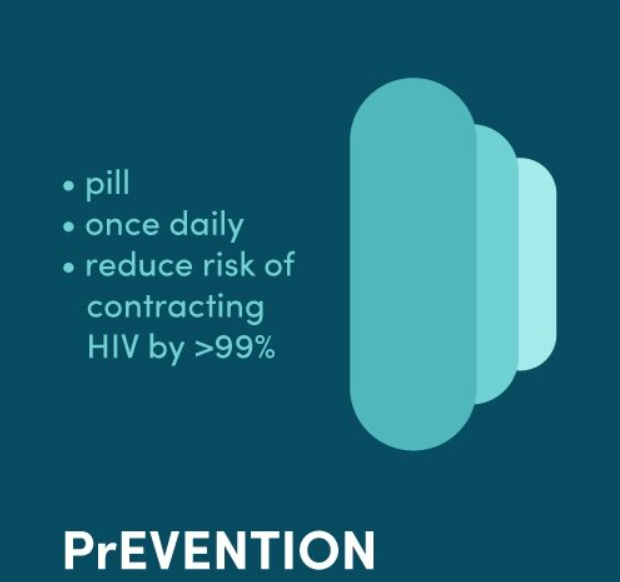 • pill
• once daily
• reduce risk of
contracting
HIV by >99%
PrEVENTION